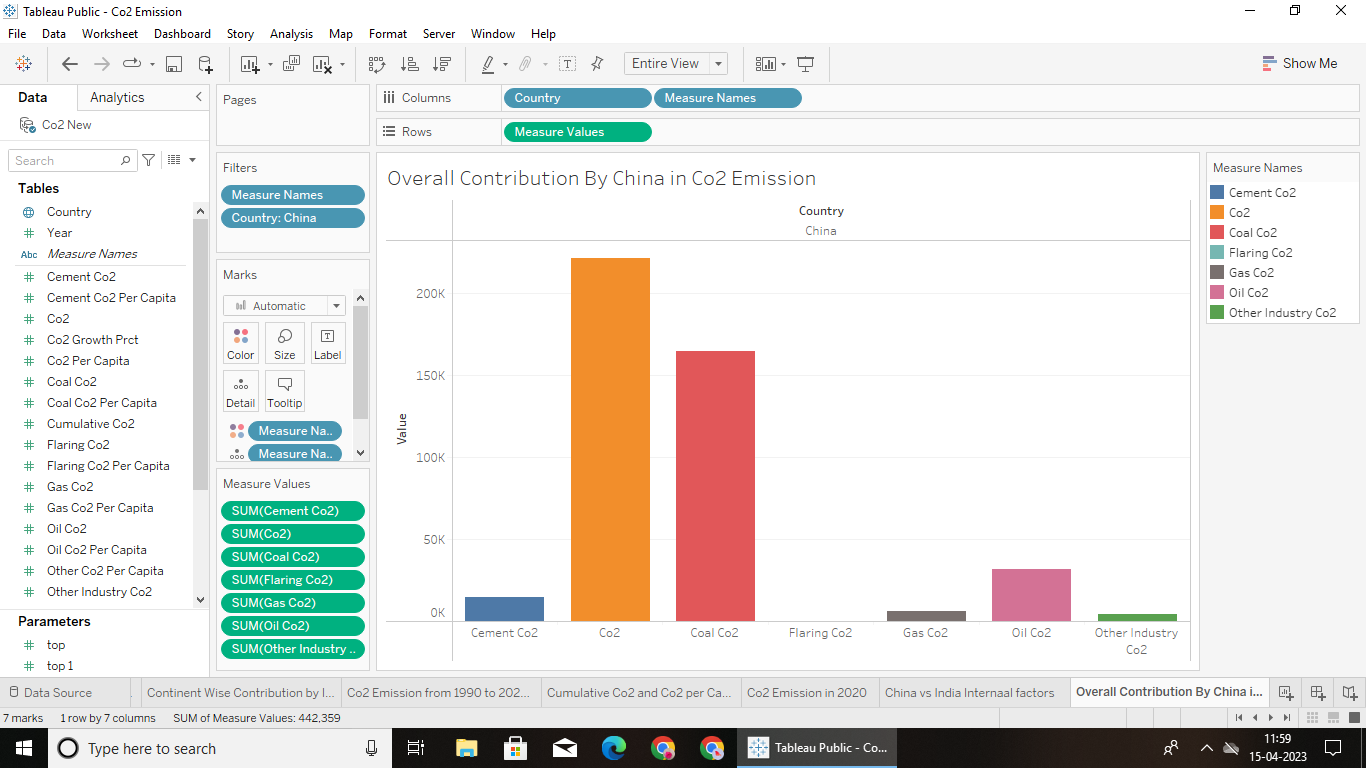 Tableau Public - Co2 Emission
File Data Worksheet Dashboard Story Analysis Map Format Server Window Help
Entire View
Show Me
Data Analytics
Co2 New
Search
Tables
Country
Year
Abc Measure Names
Cement Co2
Cement Co2 Per Capita
Co2
Co2 Growth Prct
Co2 Per Capita
Coal Co2
Coal Co2 Per Capita
Cumulative Co2
Flaring Co2
Flaring Co2 Per Capita
Gas Co2
Gas Co2 Per Capita
Oil Co2
Oil Co2 Per Capita
Other Co2 Per Capita
Other Industry Co2
Parameters
top
top 1
Pages
Filters
Measure Names
Country: China
Marks
Automatic
Color Size Label
Detail Tooltip
Measure Na..
Measure Na..
Measure Values
SUM(Cement Co2)
SUM(Co2)
SUM(Coal Co2)
SUM(Flaring Co2)
SUM(Gas Co2)
SUM(Oil Co2)
SUM(Other Industry ..
Columns Country Measure Names
Rows Measure Values
Overall Contribution By China in Co2 Emission
Country
China
Value
200K
150K
100K
50K
0K
Cement Co2 Co2 Coal Co2 Flaring Co2 Gas Co2 Oil Co2 Other Industry
Co2
Measure Names
Cement Co2
Co2
Coal Co2
Flaring Co2
Gas Co2
Oil Co2
Other Industry Co2
Data Source Continent Wise Contribution by I... Co2 Emission from 1990 to 202... Cumulative Co2 and Co2 per Ca... Co2 Emission in 2020 China vs India Internaal factors Overall Contribution By China i...
7 marks 1 row by 7 columns SUM of Measure Values: 442,359
Type here to search
Tableau Public - Co...
11:59
15-04-2023